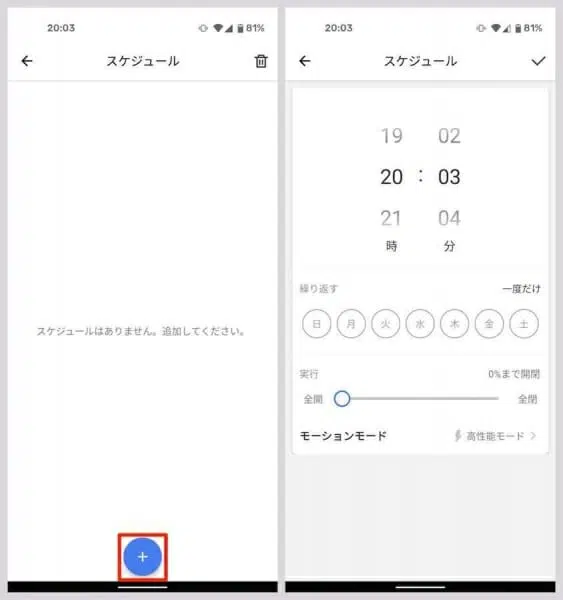 20:03
81%
スケジュール
スケジュールはありません。追加してください。
+
20:03
81%
スケジュール
19 02
20 : 03
21 04
時 分
繰り返す 一度だけ
日 月 火 水 木 金 土
実行 0%まで開閉
全開 全閉
モーションモード 高性能モード